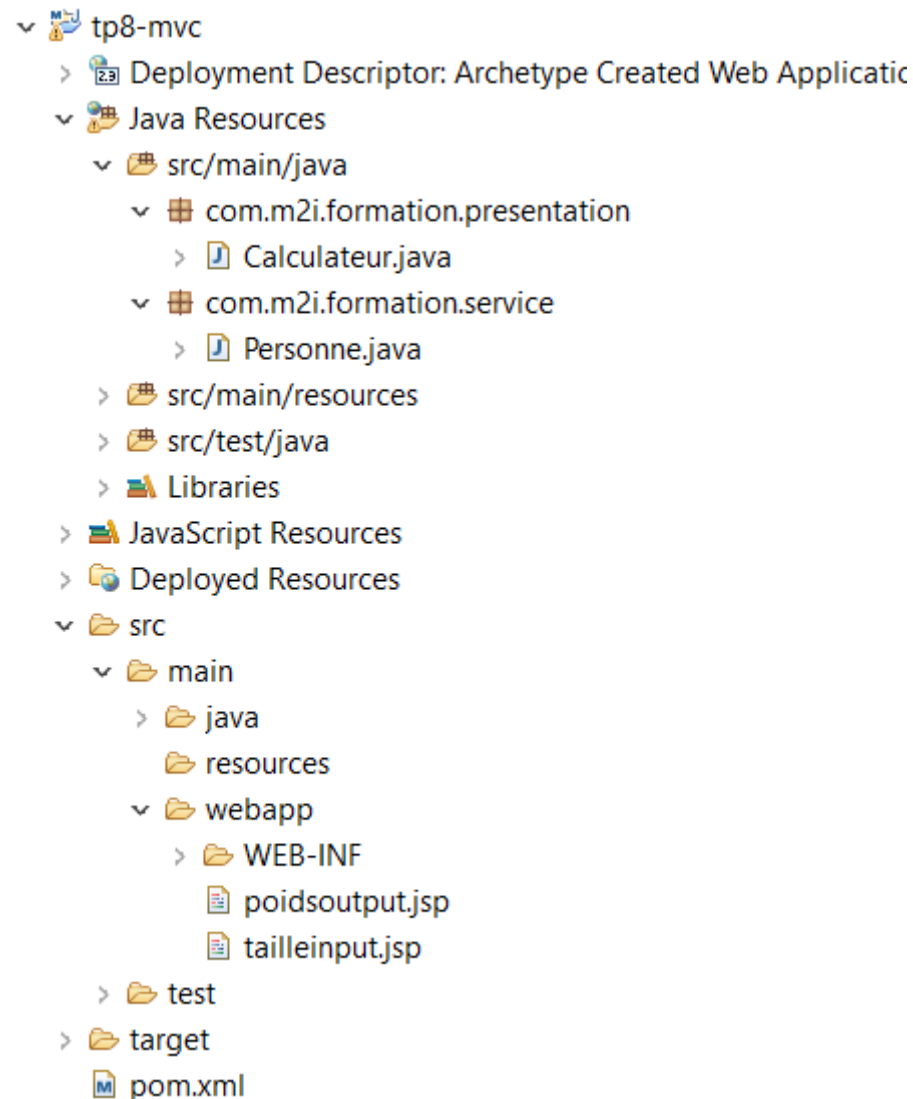 tp8-mvc
2.3 Deployment Descriptor: Archetype Created Web Applicatio
Java Resources
src/main/java
com.m2i.formation.presentation
J Calculateur.java
com.m2i.formation.service
J Personne.java
src/main/resources
src/test/java
Libraries
JavaScript Resources
Deployed Resources
src
main
java
resources
webapp
WEB-INF
poidsoutput.jsp
tailleinput.jsp
test
target
M pom.xml